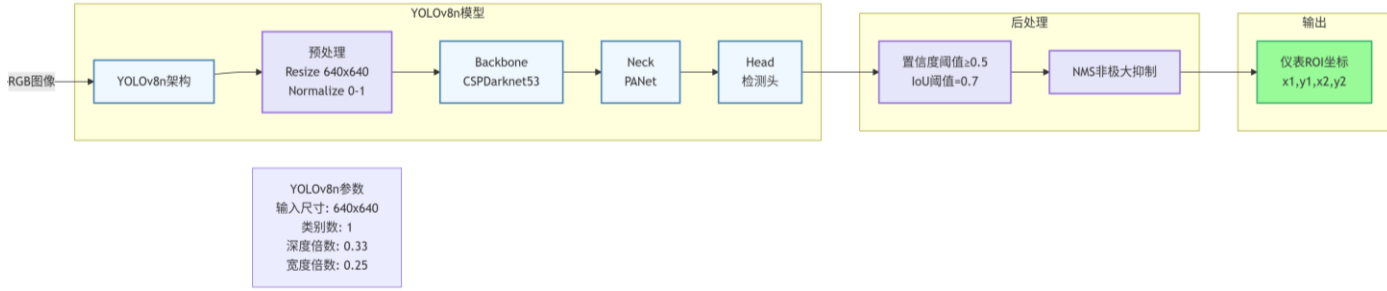 YOLOv8n模型
后处理
输出
RGB图像
YOLOv8n架构
预处理
Resize 640x640
Normalize 0-1
Backbone
CSPDarknet53
Neck
PANet
Head
检测头
置信度阈值≥0.5
IoU阈值=0.7
NMS非极大抑制
仪表ROI坐标
x1,y1,x2,y2
YOLOv8n参数
输入尺寸: 640x640
类别数: 1
深度倍数: 0.33
宽度倍数: 0.25